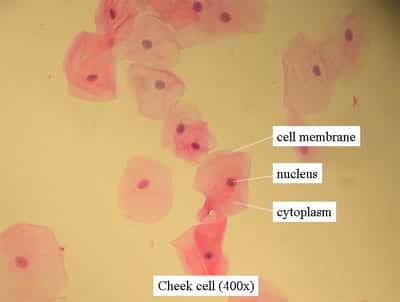 cell membrane
nucleus
cytoplasm
Cheek cell (400x)